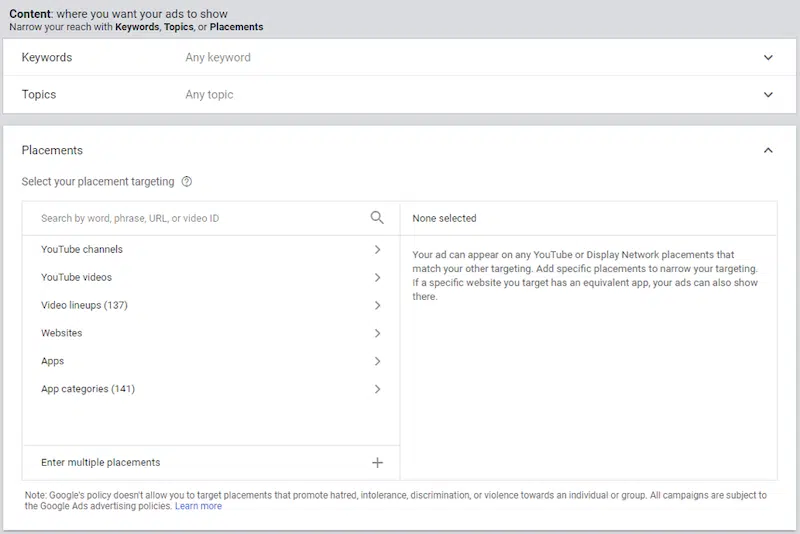 Content: where you want your ads to show
Narrow your reach with Keywords, Topics, or Placements
Keywords Any keyword
Topics Any topic
Placements
Select your placement targeting
Search by word, phrase, URL, or video ID
None selected
YouTube channels
YouTube videos
Video lineups (137)
Websites
Apps
App categories (141)
Your ad can appear on any YouTube or Display Network placements that
match your other targeting. Add specific placements to narrow your targeting.
If a specific website you target has an equivalent app, your ads can also show
there.
Enter multiple placements
Note: Google's policy doesn't allow you to target placements that promote hatred, intolerance, discrimination, or violence towards an individual or group. All campaigns are subject to
the Google Ads advertising policies. Learn more